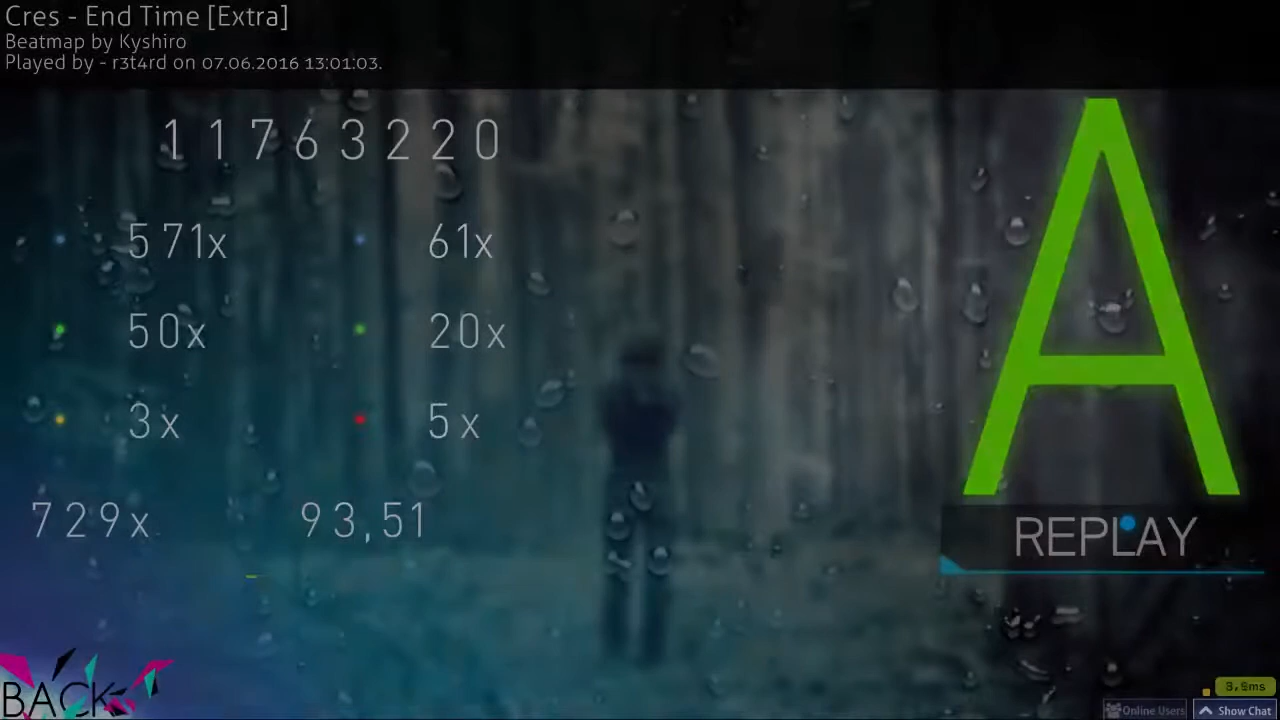 Cres - End Time [Extra]
Beatmap by Kyshiro
Played by - r3t4rd on 07.06.2016 13:01:03.
11763220
571x 61x
50x 20x
3x 5x
729x 93,51
REPLAY
BACK
Online Users Show Chat